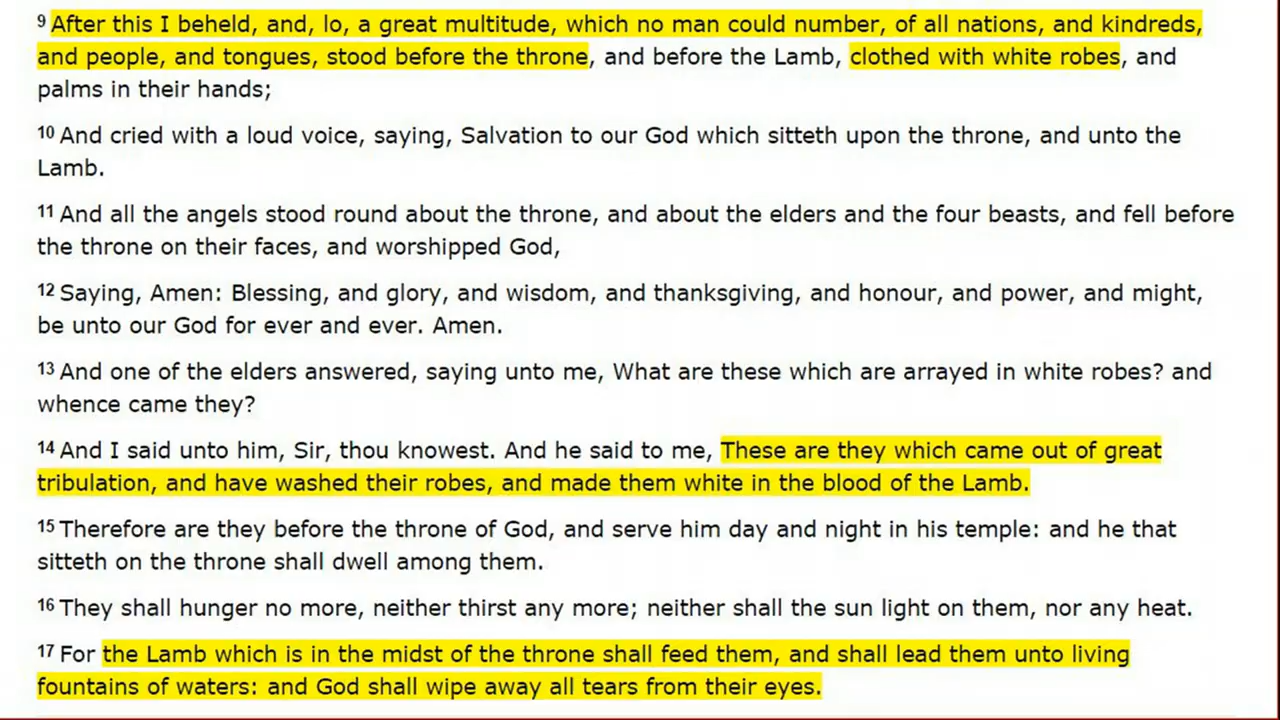 9 After this I beheld, and, lo, a great multitude, which no man could number, of all nations, and kindreds,
and people, and tongues, stood before the throne, and before the Lamb, clothed with white robes, and
palms in their hands;
10 And cried with a loud voice, saying, Salvation to our God which sitteth upon the throne, and unto the
Lamb.
11 And all the angels stood round about the throne, and about the elders and the four beasts, and fell before
the throne on their faces, and worshipped God,
12 Saying, Amen: Blessing, and glory, and wisdom, and thanksgiving, and honour, and power, and might,
be unto our God for ever and ever. Amen.
13 And one of the elders answered, saying unto me, What are these which are arrayed in white robes? and
whence came they?
14 And I said unto him, Sir, thou knowest. And he said to me, These are they which came out of great
tribulation, and have washed their robes, and made them white in the blood of the Lamb.
15 Therefore are they before the throne of God, and serve him day and night in his temple: and he that
sitteth on the throne shall dwell among them.
16 They shall hunger no more, neither thirst any more; neither shall the sun light on them, nor any heat.
17 For the Lamb which is in the midst of the throne shall feed them, and shall lead them unto living
fountains of waters: and God shall wipe away all tears from their eyes.